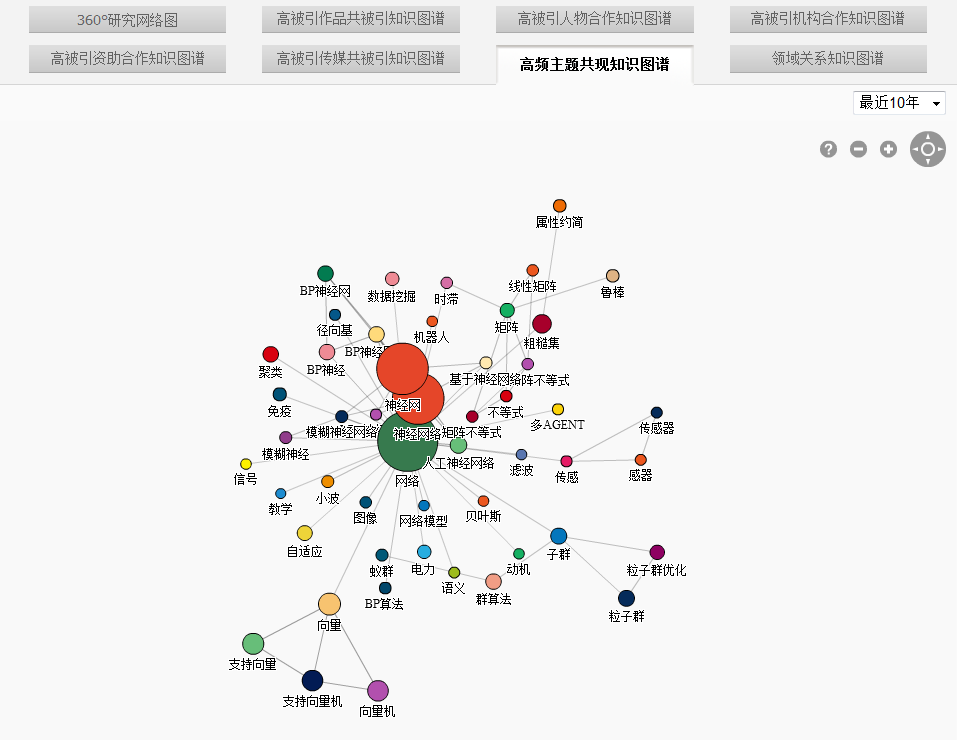 360°研究网络图
高被引作品共被引知识图谱
高被引人物合作知识图谱
高被引机构合作知识图谱
高被引资助合作知识图谱
高被引传媒共被引知识图谱
高频主题共现知识图谱
领域关系知识图谱
最近10年
?
属性约简
BP神经网
数据挖掘
时滞
线性矩阵
鲁棒
径向基
机器人
矩阵
粗糙集
BP神经
BP神经
聚类
基于神经网络
矩阵不等式
免疫
神经网
不等式
多AGENT
传感器
模糊神经网络
神经网络
矩阵不等式
模糊神经
人工神经网络
滤波
传感
感器
信号
网络
教学
小波
图像
网络模型
贝叶斯
自适应
子群
粒子群优化
蚁群
电力
动机
语义
BP算法
群算法
粒子群
向量
支持向量
支持向量机
向量机